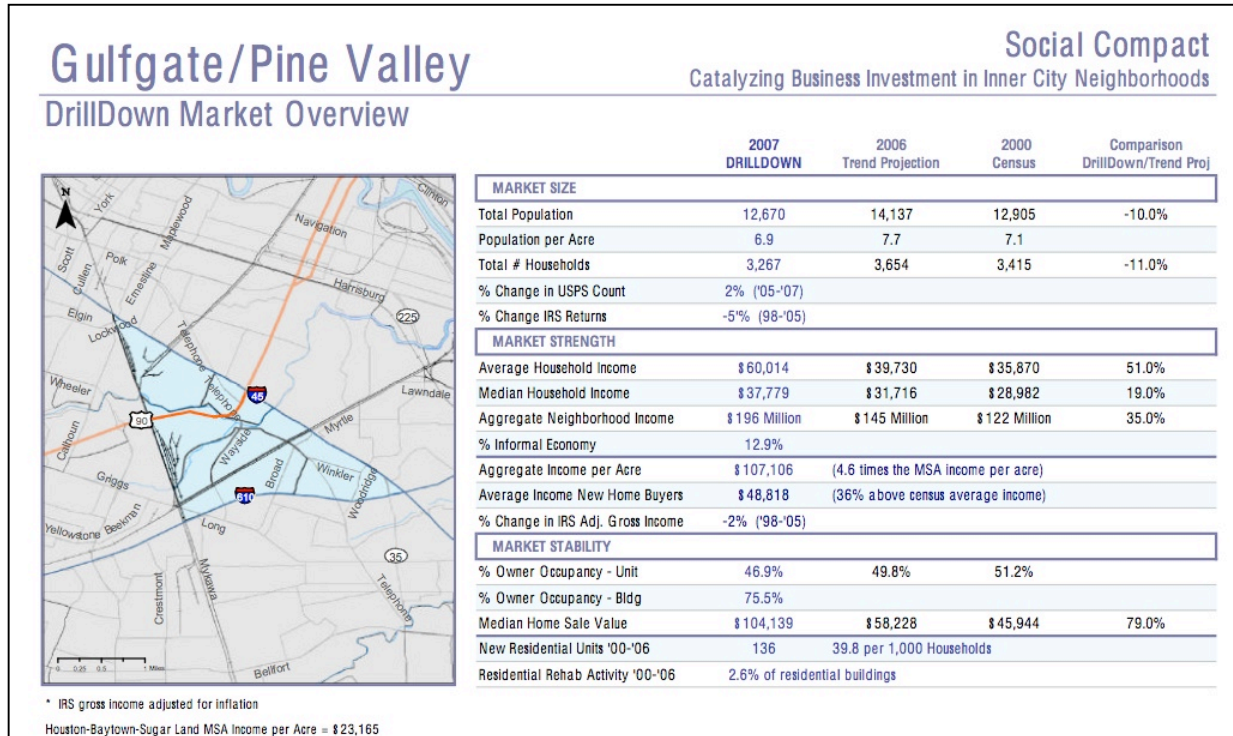 Gulfgate/Pine Valley
Social Compact
Catalyzing Business Investment in Inner City Neighborhoods
DrillDown Market Overview
2007 DRILLDOWN 2006 Trend Projection 2000 Census Comparison DrillDown/Trend Proj
MARKET SIZE
Total Population 12,670 14,137 12,905 -10.0%
Population per Acre 6.9 7.7 7.1
Total # Households 3,267 3,654 3,415 -11.0%
% Change in USPS Count 2% ('05-'07)
% Change IRS Returns -5'% (98-'05)
MARKET STRENGTH
Average Household Income $60,014 $39,730 $35,870 51.0%
Median Household Income $37,779 $31,716 $28,982 19.0%
Aggregate Neighborhood Income $196 Million $145 Million $122 Million 35.0%
% Informal Economy 12.9%
Aggregate Income per Acre $107,106 (4.6 times the MSA income per acre)
Average Income New Home Buyers $48,818 (36% above census average income)
% Change in IRS Adj. Gross Income -2% ('98-'05)
MARKET STABILITY
% Owner Occupancy - Unit 46.9% 49.8% 51.2%
% Owner Occupancy - Bldg 75.5%
Median Home Sale Value $104,139 $58,228 $45,944 79.0%
New Residential Units '00-'06 136 39.8 per 1,000 Households
Residential Rehab Activity '00-'06 2.6% of residential buildings
N
York
Clinton
Maplewood
Navigation
Scott
Cullen
Polk
Ernestine
Harrisburg
225
Elgin
Lockwood
Telephone
Telephone
Wheeler
45
Lawndale
90
Calhoun
Wayside
Myrtle
Griggs
Broad
Winkler
Woodridge
610
Yellowstone
Beekman
Long
35
Mykawa
Crestmont
Telephone
0 0.25 0.5 1 Miles
Bellfort
* IRS gross income adjusted for inflation
Houston-Baytown-Sugar Land MSA Income per Acre = $23,165